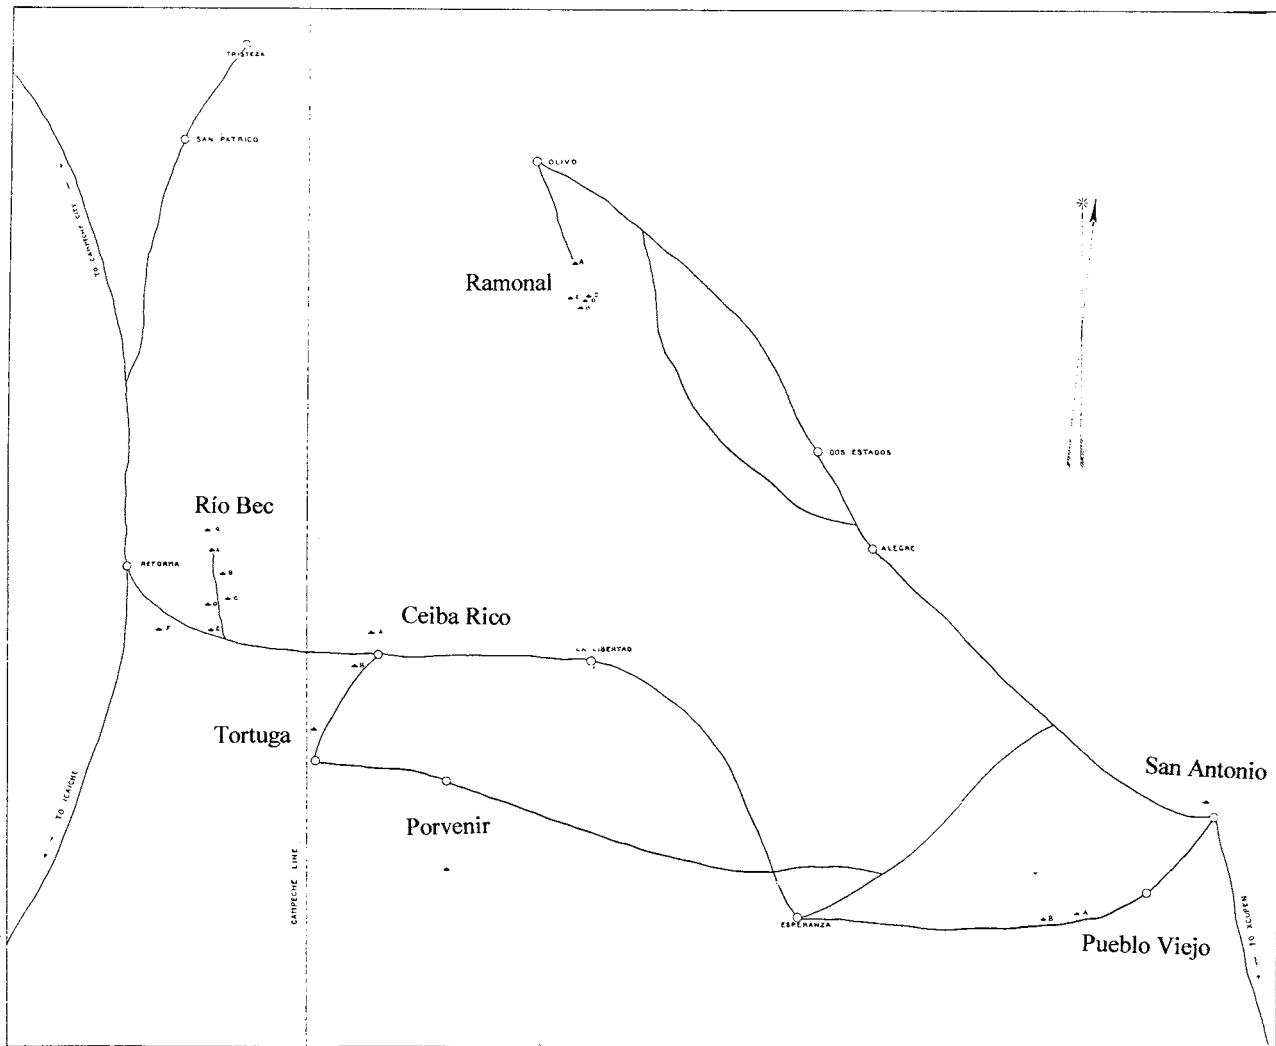 TRISTEZA
SAN PATRICO
OLIVO
TO CAMPECHE CITY
A
Ramonal
E
D
DOS ESTADOS
Río Bec
A
ALEGRE
REFORMA
B
C
D
Ceiba Rico
A
F
E
LA LIBERTAD
B
Tortuga
San Antonio
TO ICAICHE
Porvenir
CAMPECHE LINE
B
A
ESPERANZA
Pueblo Viejo
TO XCUPEN